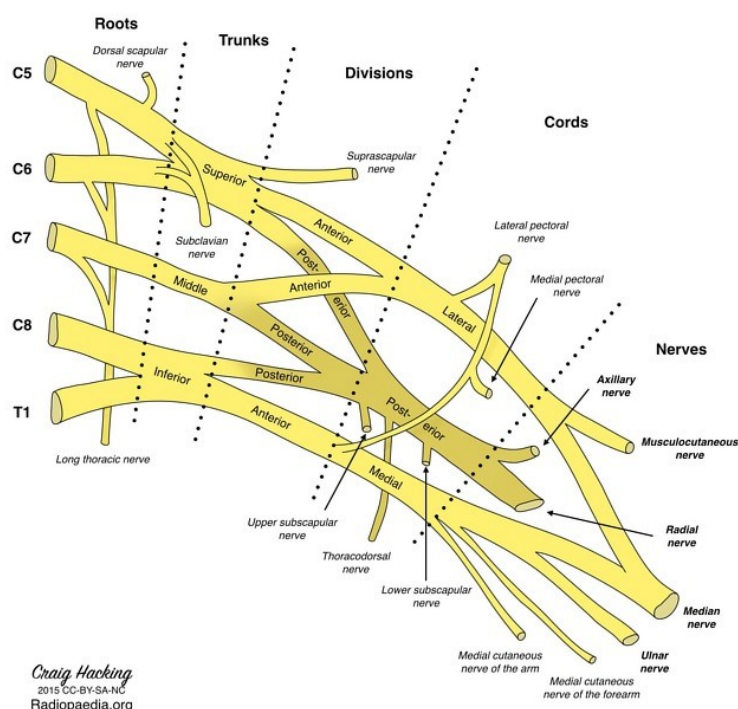 Roots
Trunks
Divisions
Cords
Nerves
C5
C6
C7
C8
T1
Dorsal scapular
nerve
Superior
Suprascapular
nerve
Subclavian
nerve
Anterior
Post-
erior
Lateral pectoral
nerve
Medial pectoral
nerve
Middle
Anterior
Lateral
Posterior
Inferior
Posterior
Post-
erior
Axillary
nerve
Anterior
Musculocutaneous
nerve
Long thoracic nerve
Medial
Upper subscapular
nerve
Radial
nerve
Thoracodorsal
nerve
Lower subscapular
nerve
Median
nerve
Medial cutaneous
nerve of the arm
Ulnar
nerve
Medial cutaneous
nerve of the forearm
Craig Hacking
2015 CC-BY-SA-NC
Radiopaedia.org